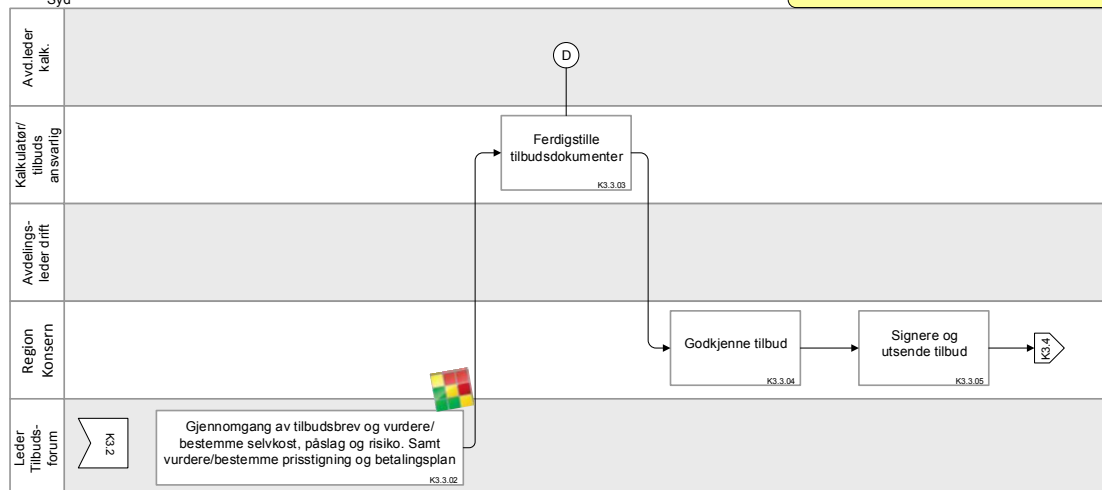 Syd
Avd.leder
kalk.
D
Kalkulatør/
tilbuds
ansvarlig
Ferdigstille
tilbudsdokumenter
K3.3.03
Avdelings-
leder drift
Region
Konsern
Godkjenne tilbud
K3.3.04
Signere og
utsende tilbud
K3.3.05
K3.4
Leder
Tilbuds-
forum
K3.2
Gjennomgang av tilbudsbrev og vurdere/
bestemme selvkost, påslag og risiko. Samt
vurdere/bestemme prisstigning og betalingsplan
K3.3.02